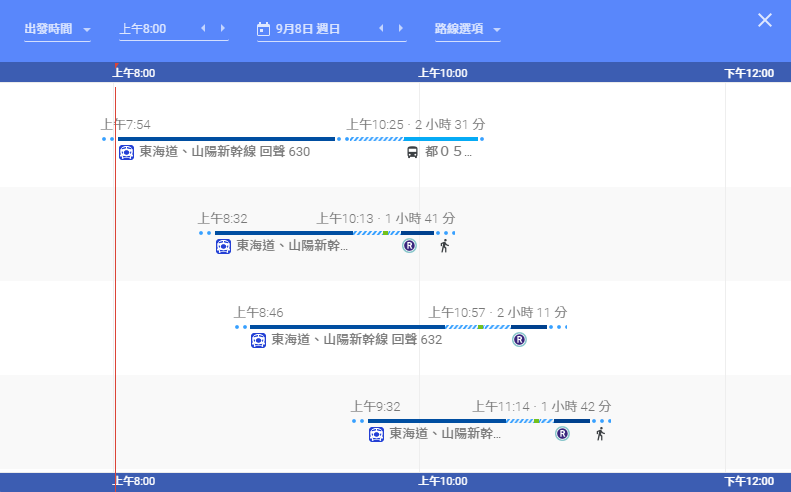 出發時間 上午8:00 9月8日 週日 路線選項
上午8:00 上午10:00 下午12:00
上午7:54 上午10:25 · 2 小時 31 分
東海道、山陽新幹線 回聲 630 都０５...
上午8:32 上午10:13 · 1 小時 41 分
東海道、山陽新幹... R
上午8:46 上午10:57 · 2 小時 11 分
東海道、山陽新幹線 回聲 632 R
上午9:32 上午11:14 · 1 小時 42 分
東海道、山陽新幹... R
上午8:00 上午10:00 下午12:00